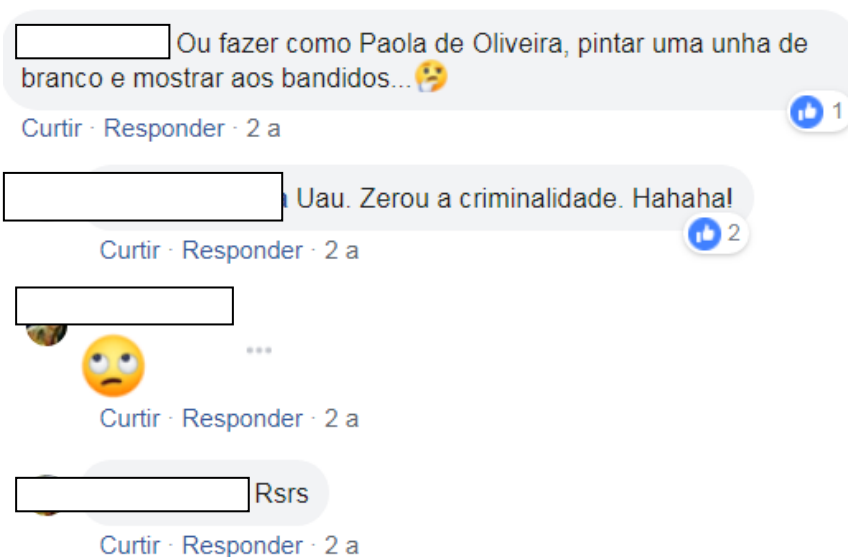 Ou fazer como Paola de Oliveira, pintar uma unha de
branco e mostrar aos bandidos...🤔
1
Curtir · Responder · 2 a
Uau. Zerou a criminalidade. Hahaha!
2
Curtir · Responder · 2 a
🙄
Curtir · Responder · 2 a
Rsrs
Curtir · Responder · 2 a